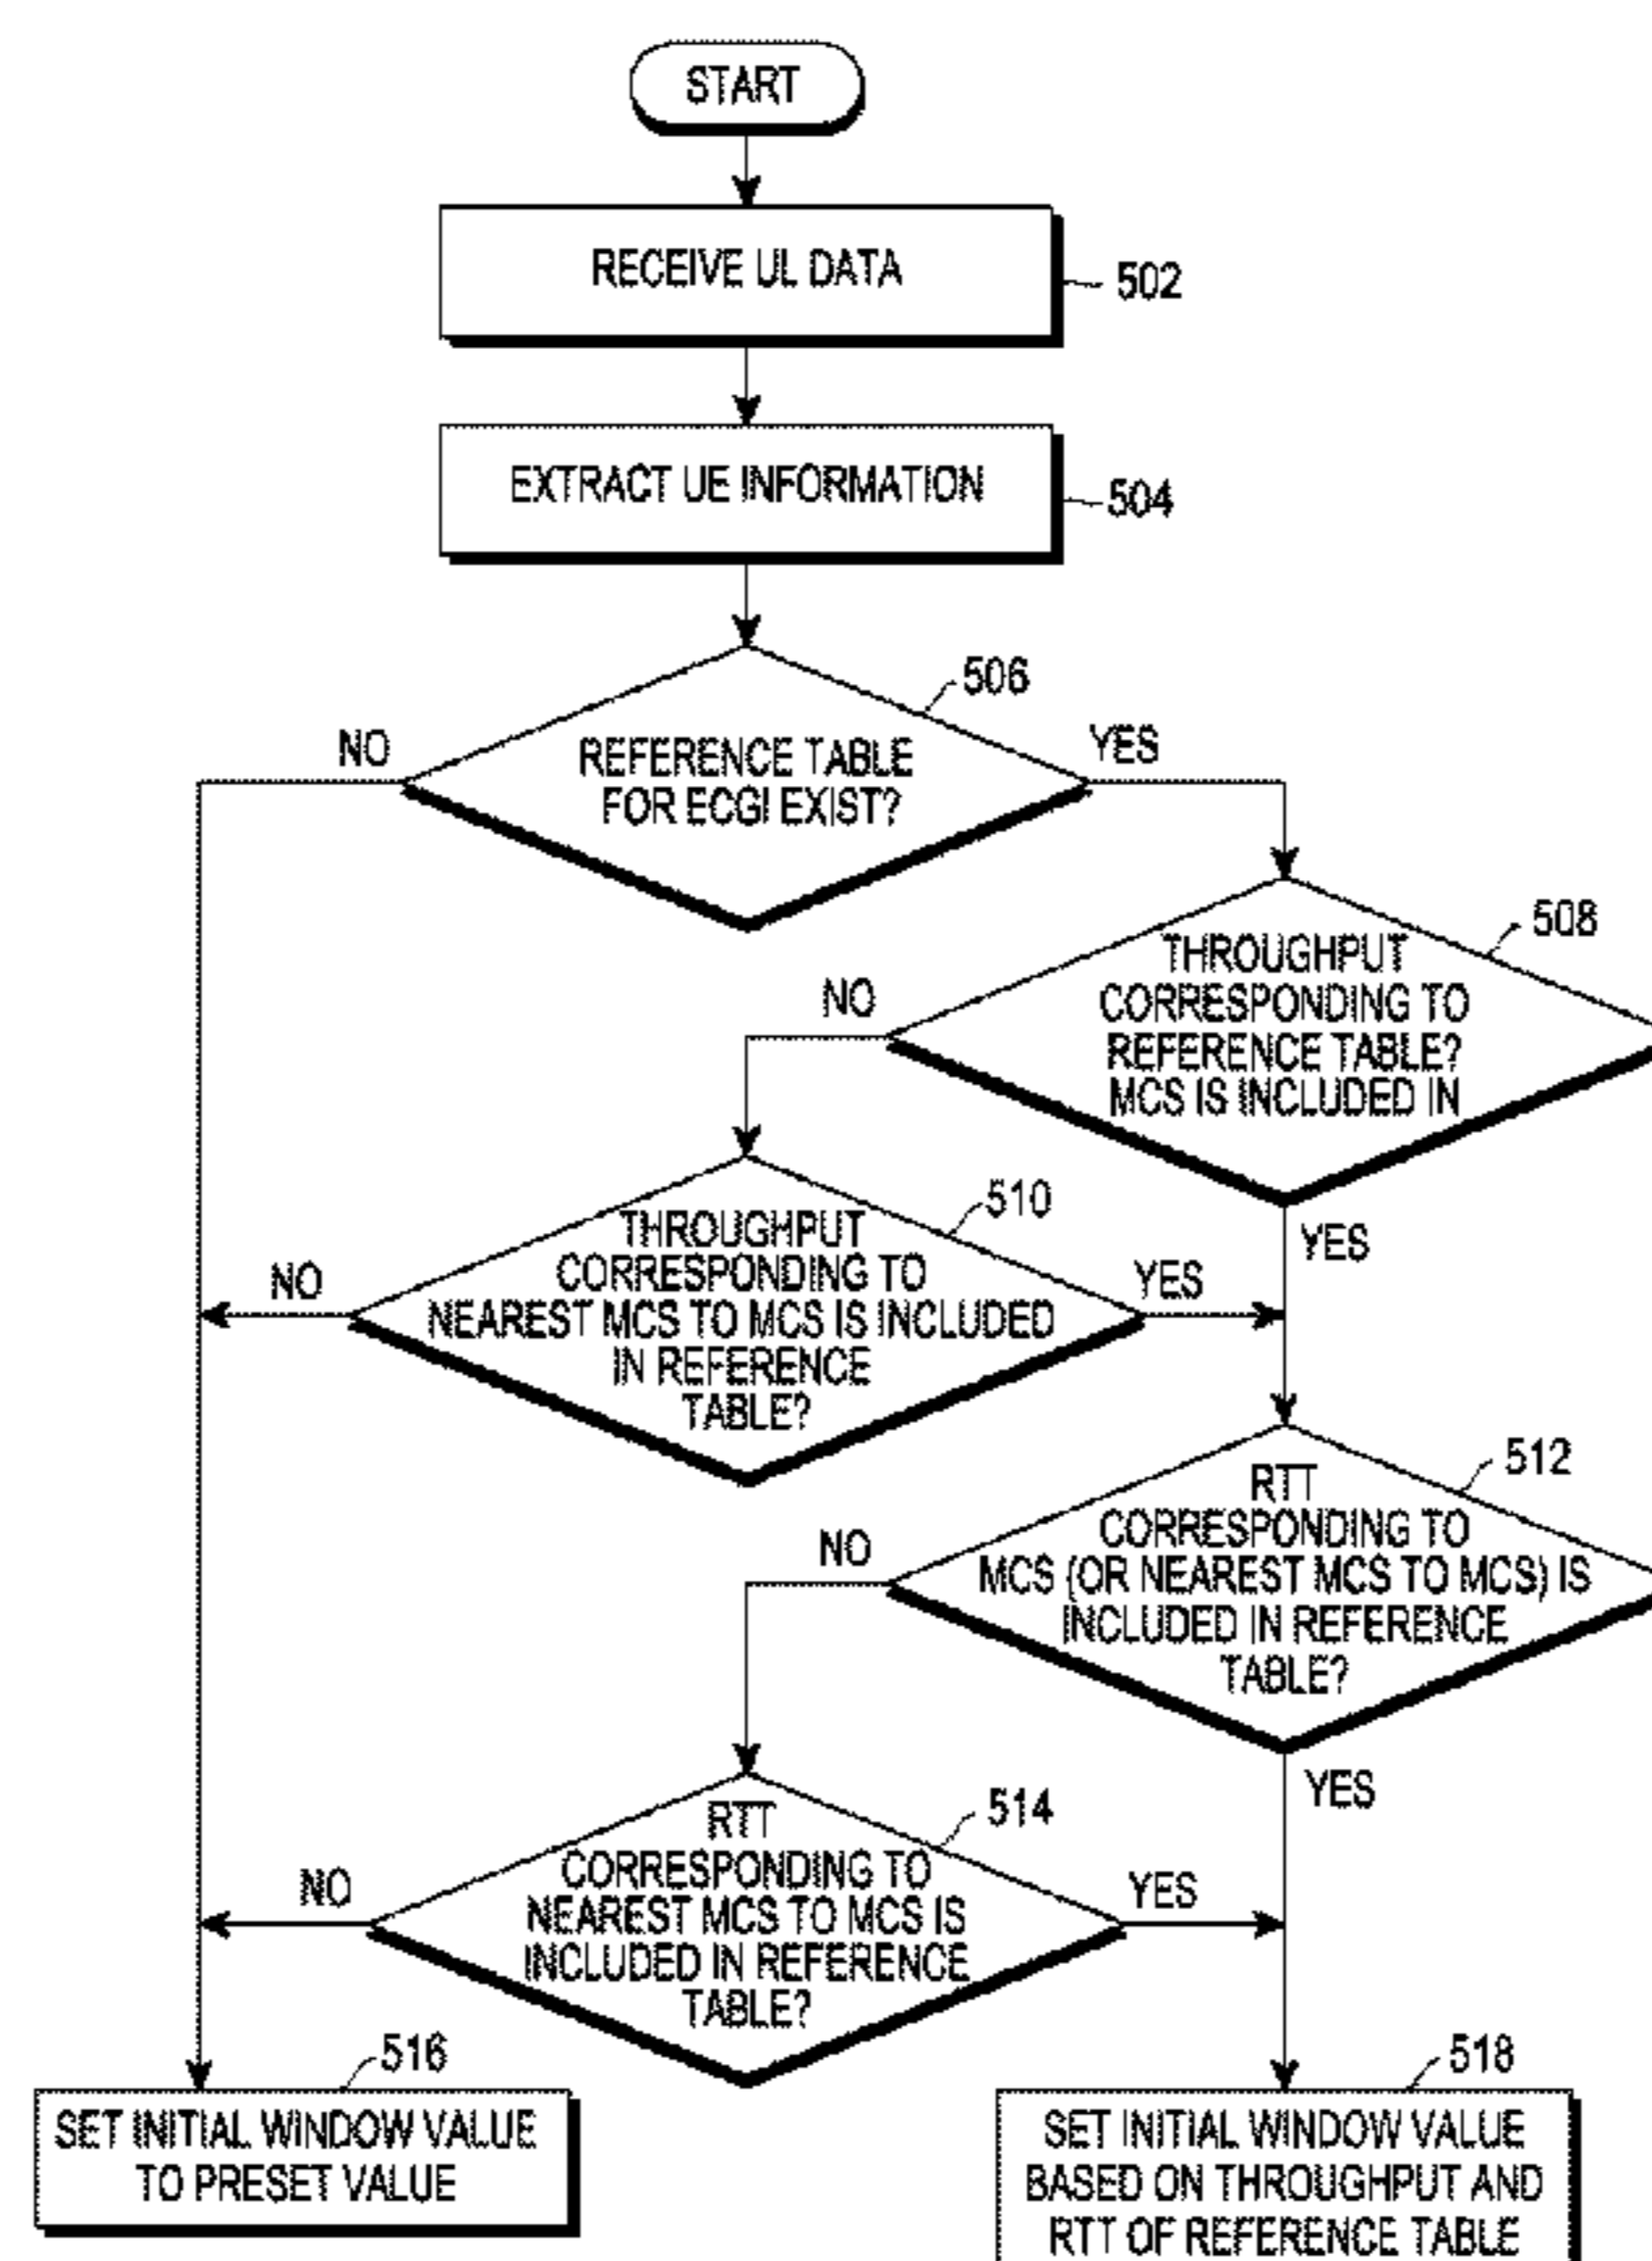 START
RECEIVE UL DATA
502
EXTRACT UE INFORMATION
504
506
NO
REFERENCE TABLE
FOR ECGI EXIST?
YES
508
NO
THROUGHPUT
CORRESPONDING TO
REFERENCE TABLE?
MCS IS INCLUDED IN
YES
510
NO
THROUGHPUT
CORRESPONDING TO
NEAREST MCS TO MCS IS INCLUDED
IN REFERENCE
TABLE?
YES
512
NO
RTT
CORRESPONDING TO
MCS (OR NEAREST MCS TO MCS) IS
INCLUDED IN REFERENCE
TABLE?
YES
514
NO
RTT
CORRESPONDING TO
NEAREST MCS TO MCS IS
INCLUDED IN REFERENCE
TABLE?
YES
516
SET INITIAL WINDOW VALUE
TO PRESET VALUE
518
SET INITIAL WINDOW VALUE
BASED ON THROUGHPUT AND
RTT OF REFERENCE TABLE